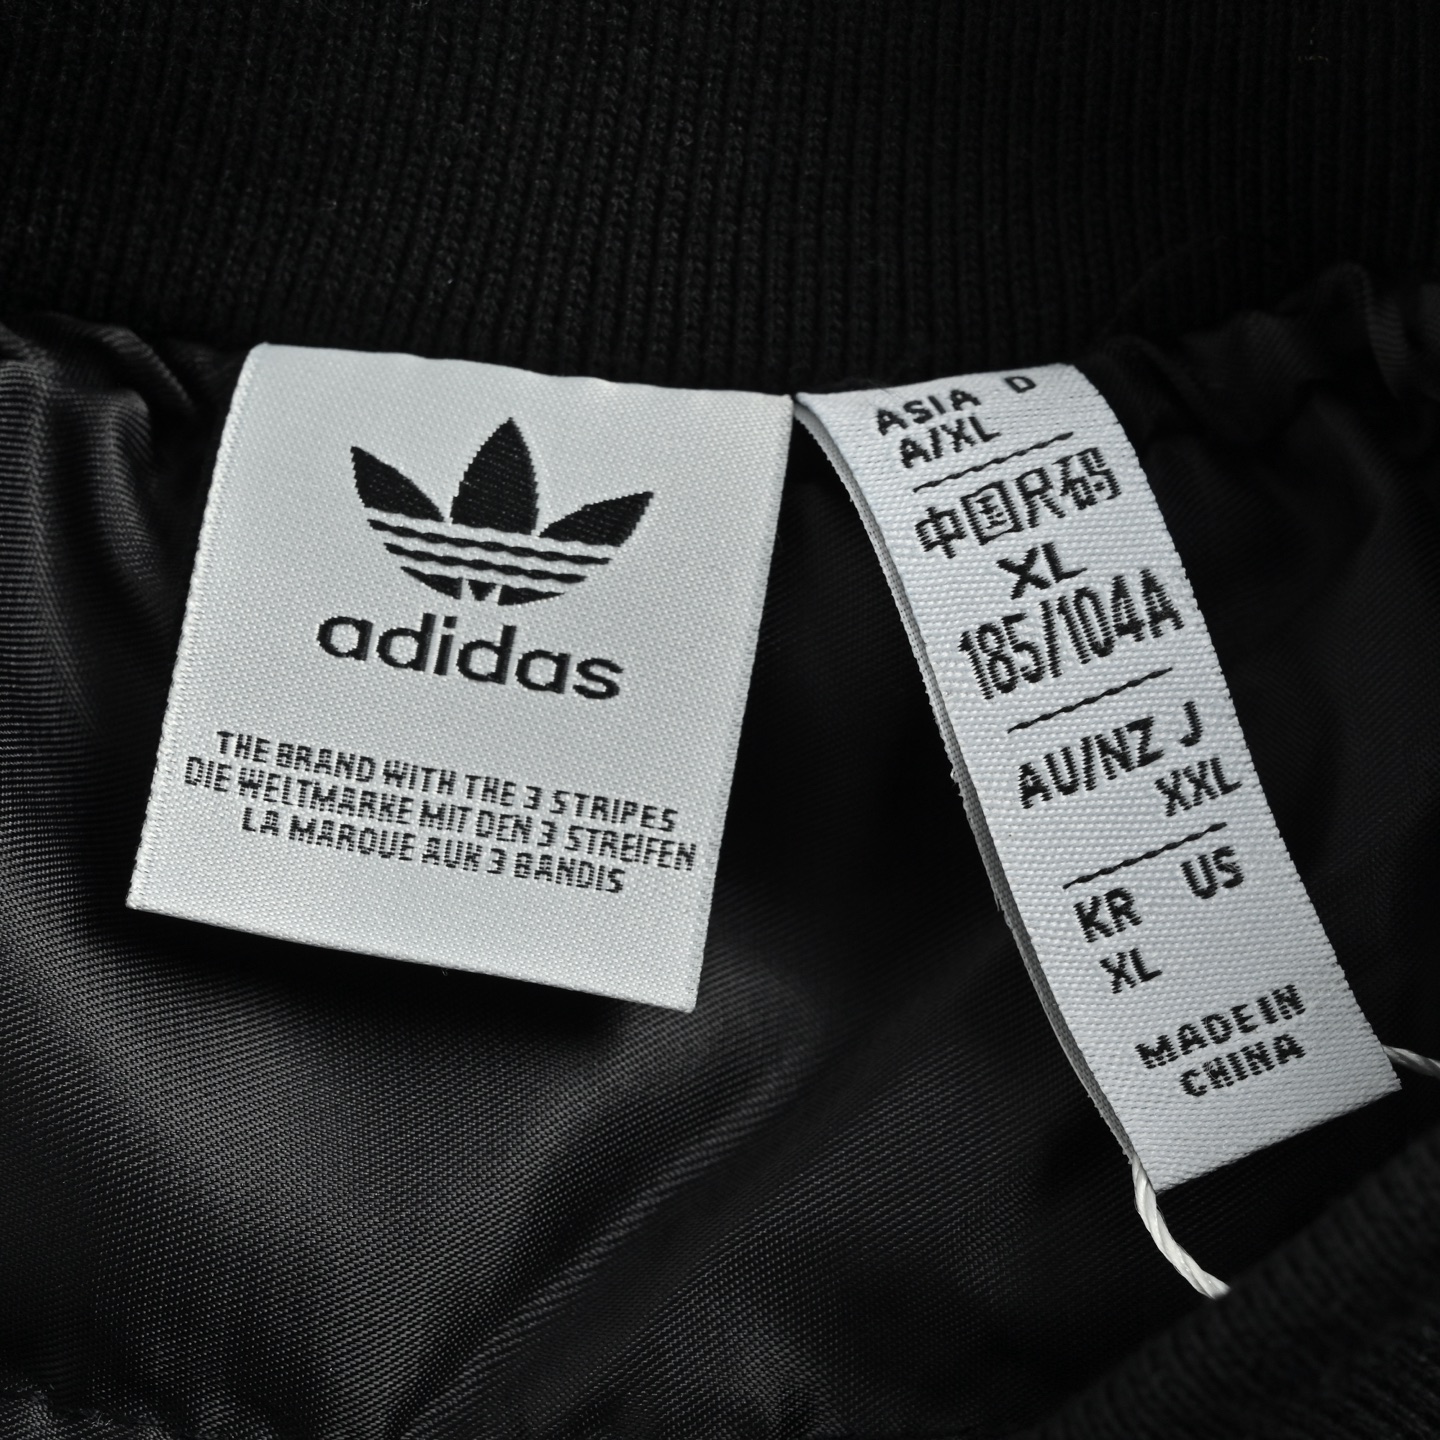 adidas
THE BRAND WITH THE 3 STRIPES
DIE WELTMARKE MIT DEN 3 STREIFEN
LA MARQUE AUX 3 BANDIS
ASIA D
A/XL
中国尺码
XL
185/104A
AU/NZ J
XXL
KR US
XL
MADE IN
CHINA